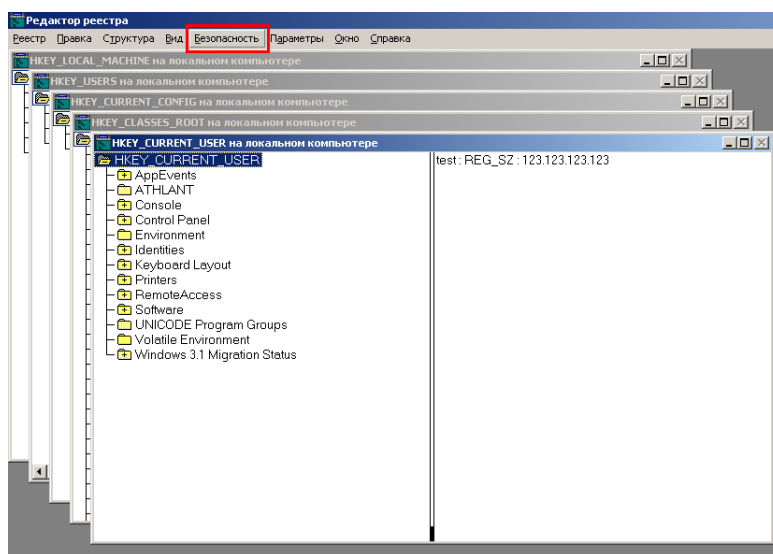 Редактор реестра
Реестр Правка Структура Вид Безопасность Параметры Окно Справка
HKEY_LOCAL_MACHINE на локальном компьютере
HKEY_USERS на локальном компьютере
HKEY_CURRENT_CONFIG на локальном компьютере
HKEY_CLASSES_ROOT на локальном компьютере
HKEY_CURRENT_USER на локальном компьютере
HKEY_CURRENT_USER
test : REG_SZ : 123.123.123.123
AppEvents
ATHLANT
Console
Control Panel
Environment
Identities
Keyboard Layout
Printers
RemoteAccess
Software
UNICODE Program Groups
Volatile Environment
Windows 3.1 Migration Status